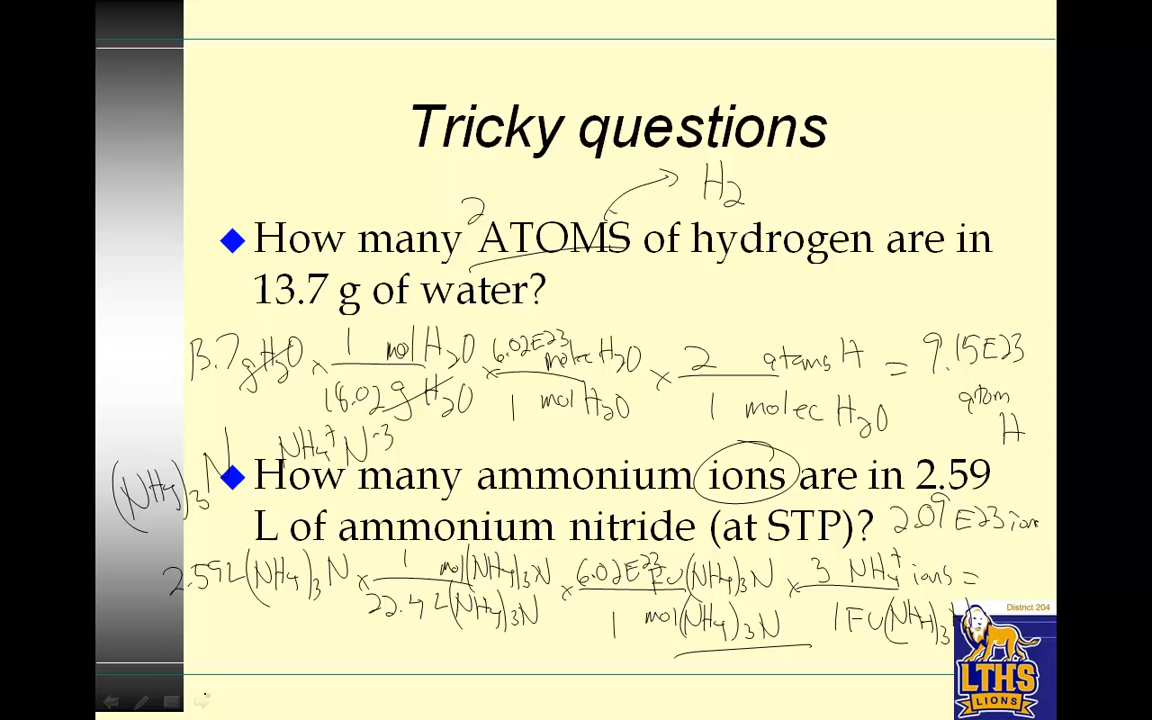 Tricky questions
H2
2
How many ATOMS of hydrogen are in
13.7 g of water?
13.7 g H2O × 1 mol H2O / 18.02 g H2O × 6.02E23 molec H2O / 1 mol H2O × 2 atoms H / 1 molec H2O = 9.15E23 atom H
(NH4)3N NH4+ N-3
How many ammonium ions are in 2.59
L of ammonium nitride (at STP)? 2.09E23 ion
2.59 L (NH4)3N × 1 mol (NH4)3N / 22.4 L (NH4)3N × 6.02E23 FU (NH4)3N / 1 mol (NH4)3N × 3 NH4+ ions / 1 FU (NH4)3 =
District 204
LTHS
LIONS